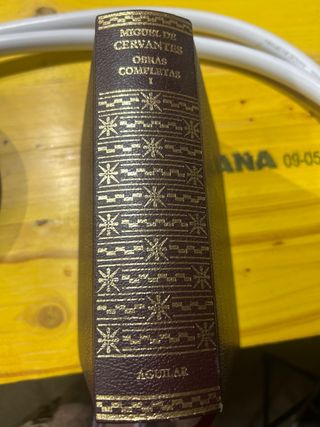 MIGUEL DE
CERVANTES
OBRAS
COMPLETAS
I
AGUILAR
ANA 09-05